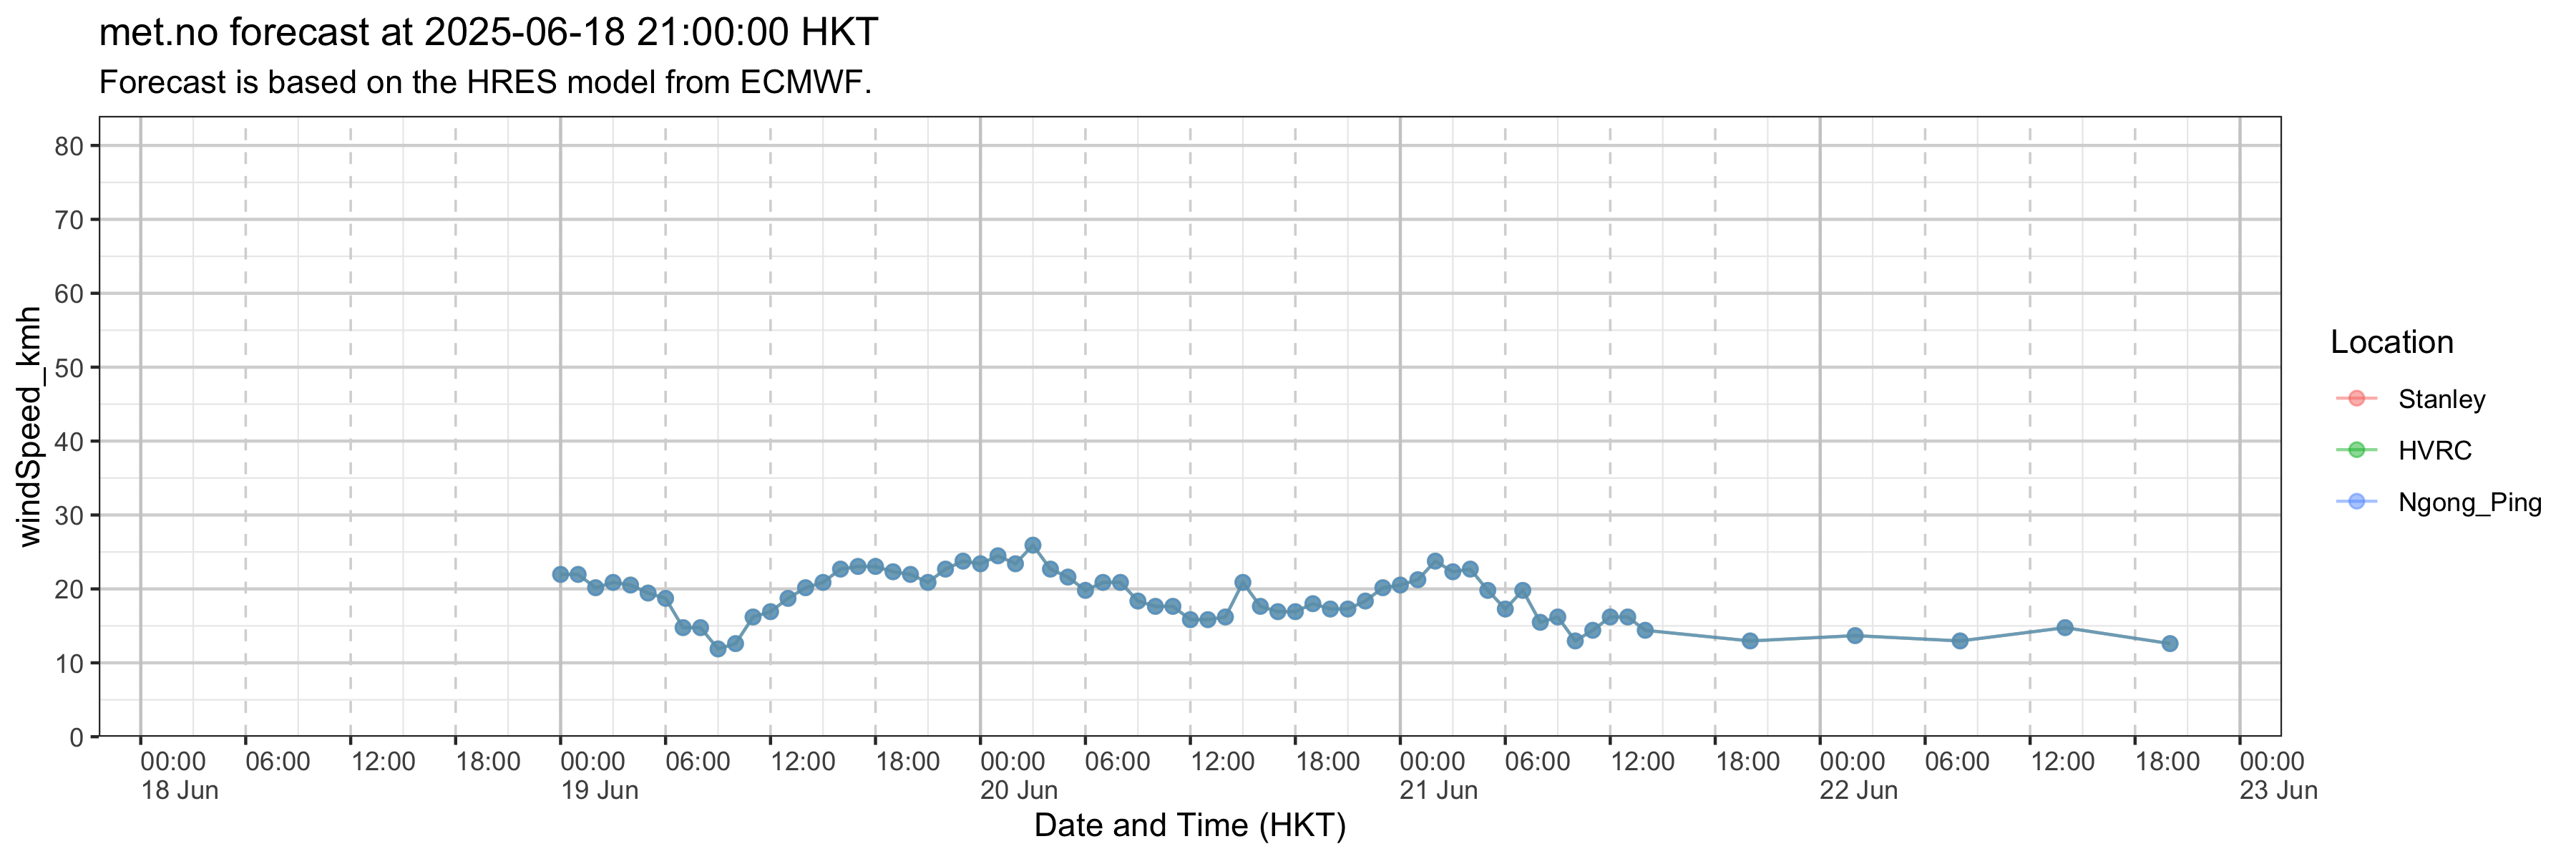 met.no forecast at 2025-06-18 21:00:00 HKT
Forecast is based on the HRES model from ECMWF.
windSpeed_kmh
80
70
60
50
40
30
20
10
0
00:00 06:00 12:00 18:00 00:00 06:00 12:00 18:00 00:00 06:00 12:00 18:00 00:00 06:00 12:00 18:00 00:00 06:00 12:00 18:00 00:00
18 Jun 19 Jun 20 Jun 21 Jun 22 Jun 23 Jun
Date and Time (HKT)
Location
Stanley
HVRC
Ngong_Ping